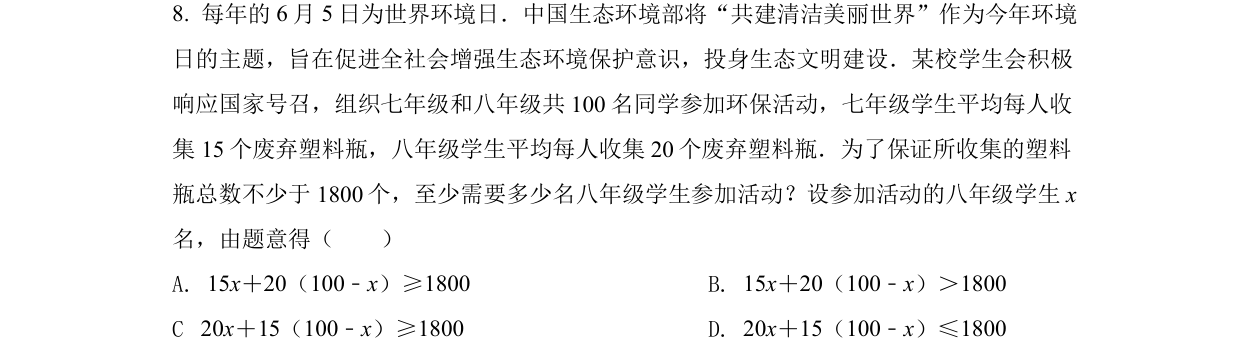 8. 每年的 6 月 5 日为世界环境日．中国生态环境部将“共建清洁美丽世界”作为今年环境
日的主题，旨在促进全社会增强生态环境保护意识，投身生态文明建设．某校学生会积极
响应国家号召，组织七年级和八年级共 100 名同学参加环保活动，七年级学生平均每人收
集 15 个废弃塑料瓶，八年级学生平均每人收集 20 个废弃塑料瓶．为了保证所收集的塑料
瓶总数不少于 1800 个，至少需要多少名八年级学生参加活动？设参加活动的八年级学生 x
名，由题意得（　　）
A. 15x＋20（100﹣x）≥1800 B. 15x＋20（100﹣x）＞1800
C 20x＋15（100﹣x）≥1800 D. 20x＋15（100﹣x）≤1800